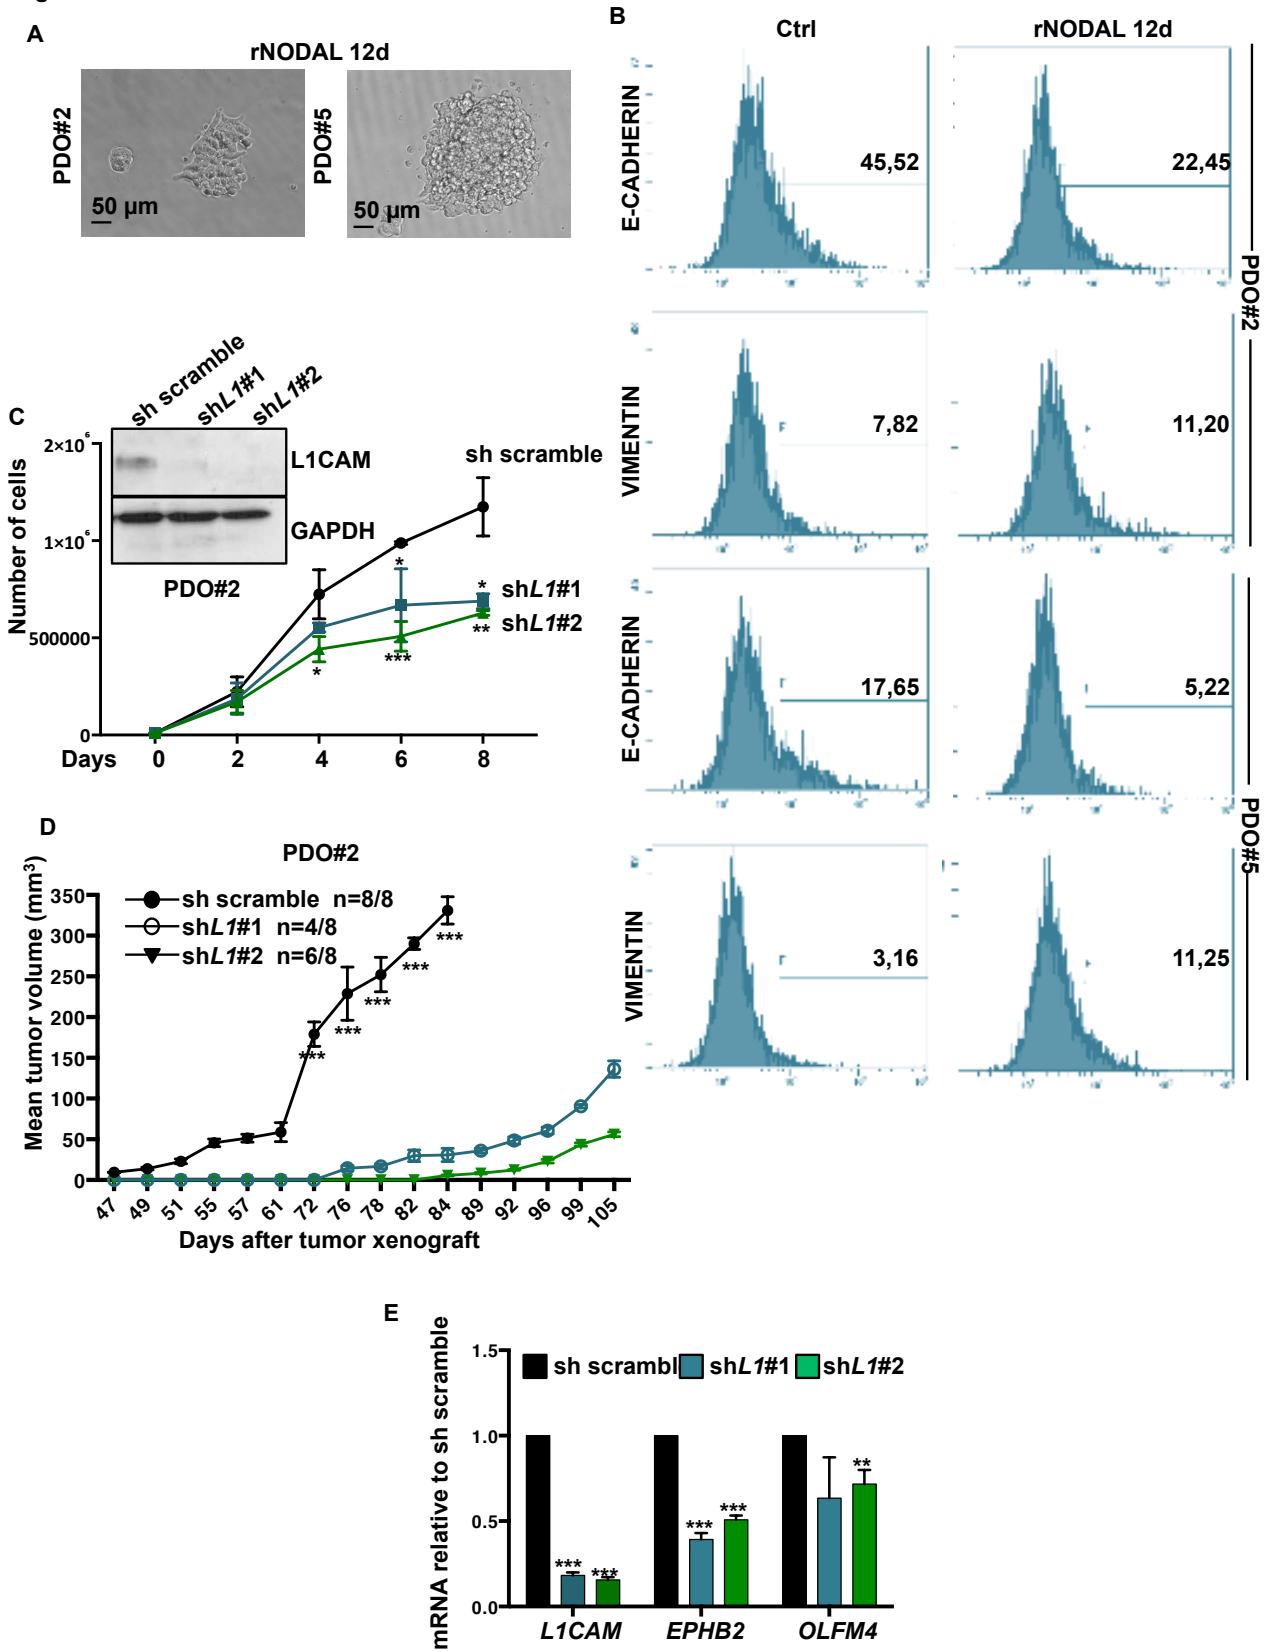 A
rNODAL 12d
PDO#2
50 µm
PDO#5
50 µm
B
Ctrl
rNODAL 12d
E-CADHERIN
45,52
22,45
PDO#2
VIMENTIN
7,82
11,20
E-CADHERIN
17,65
5,22
PDO#5
VIMENTIN
3,16
11,25
C
sh scramble
shL1#1
shL1#2
L1CAM
GAPDH
PDO#2
Number of cells
2×10⁶
1×10⁶
500000
0
sh scramble
shL1#1
shL1#2
*
*
***
*
**
Days
0 2 4 6 8
D
PDO#2
Mean tumor volume (mm³)
350
300
250
200
150
100
50
0
sh scramble n=8/8
shL1#1 n=4/8
shL1#2 n=6/8
***
***
***
***
***
47 49 51 55 57 61 72 76 78 82 84 89 92 96 99 105
Days after tumor xenograft
E
mRNA relative to sh scramble
1.5
1.0
0.5
0.0
sh scrambl
shL1#1
shL1#2
*** ***
*** ***
**
L1CAM EPHB2 OLFM4